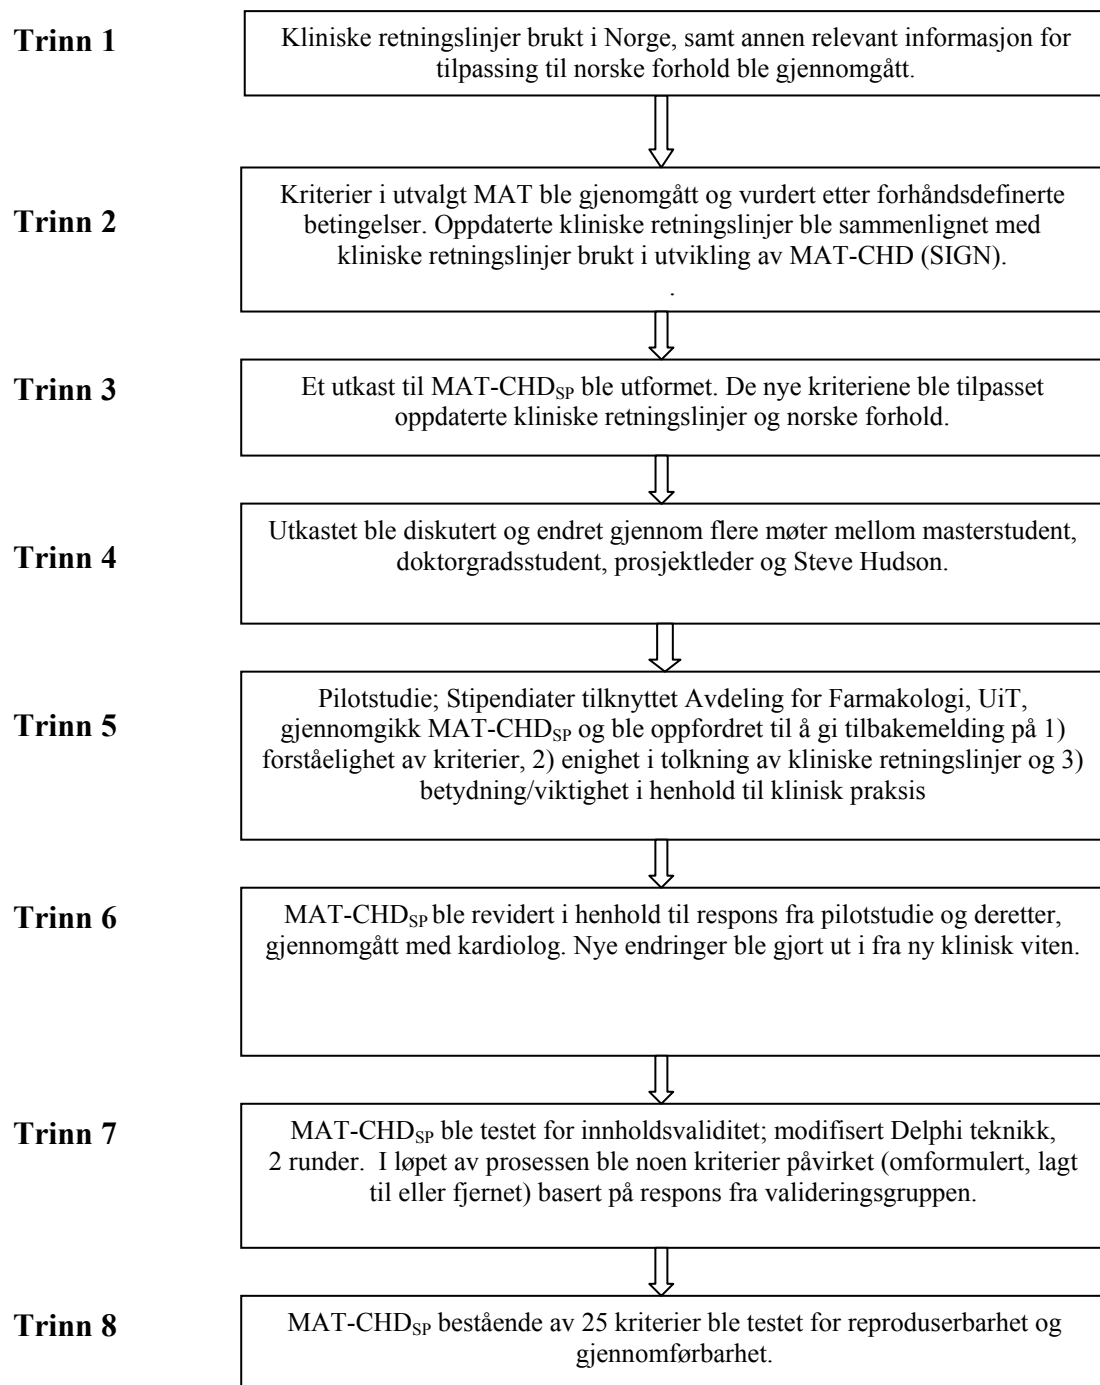 Trinn 1
Kliniske retningslinjer brukt i Norge, samt annen relevant informasjon for
tilpassing til norske forhold ble gjennomgått.
Trinn 2
Kriterier i utvalgt MAT ble gjenomgått og vurdert etter forhåndsdefinerte
betingelser. Oppdaterte kliniske retningslinjer ble sammenlignet med
kliniske retningslinjer brukt i utvikling av MAT-CHD (SIGN).
.
Trinn 3
Et utkast til MAT-CHDSP ble utformet. De nye kriteriene ble tilpasset
oppdaterte kliniske retningslinjer og norske forhold.
Trinn 4
Utkastet ble diskutert og endret gjennom flere møter mellom masterstudent,
doktorgradsstudent, prosjektleder og Steve Hudson.
Trinn 5
Pilotstudie; Stipendiater tilknyttet Avdeling for Farmakologi, UiT,
gjennomgikk MAT-CHDSP og ble oppfordret til å gi tilbakemelding på 1)
forståelighet av kriterier, 2) enighet i tolkning av kliniske retningslinjer og 3)
betydning/viktighet i henhold til klinisk praksis
Trinn 6
MAT-CHDSP ble revidert i henhold til respons fra pilotstudie og deretter,
gjennomgått med kardiolog. Nye endringer ble gjort ut i fra ny klinisk viten.
Trinn 7
MAT-CHDSP ble testet for innholdsvaliditet; modifisert Delphi teknikk,
2 runder. I løpet av prosessen ble noen kriterier påvirket (omformulert, lagt
til eller fjernet) basert på respons fra valideringsgruppen.
Trinn 8
MAT-CHDSP bestående av 25 kriterier ble testet for reproduserbarhet og
gjennomførbarhet.